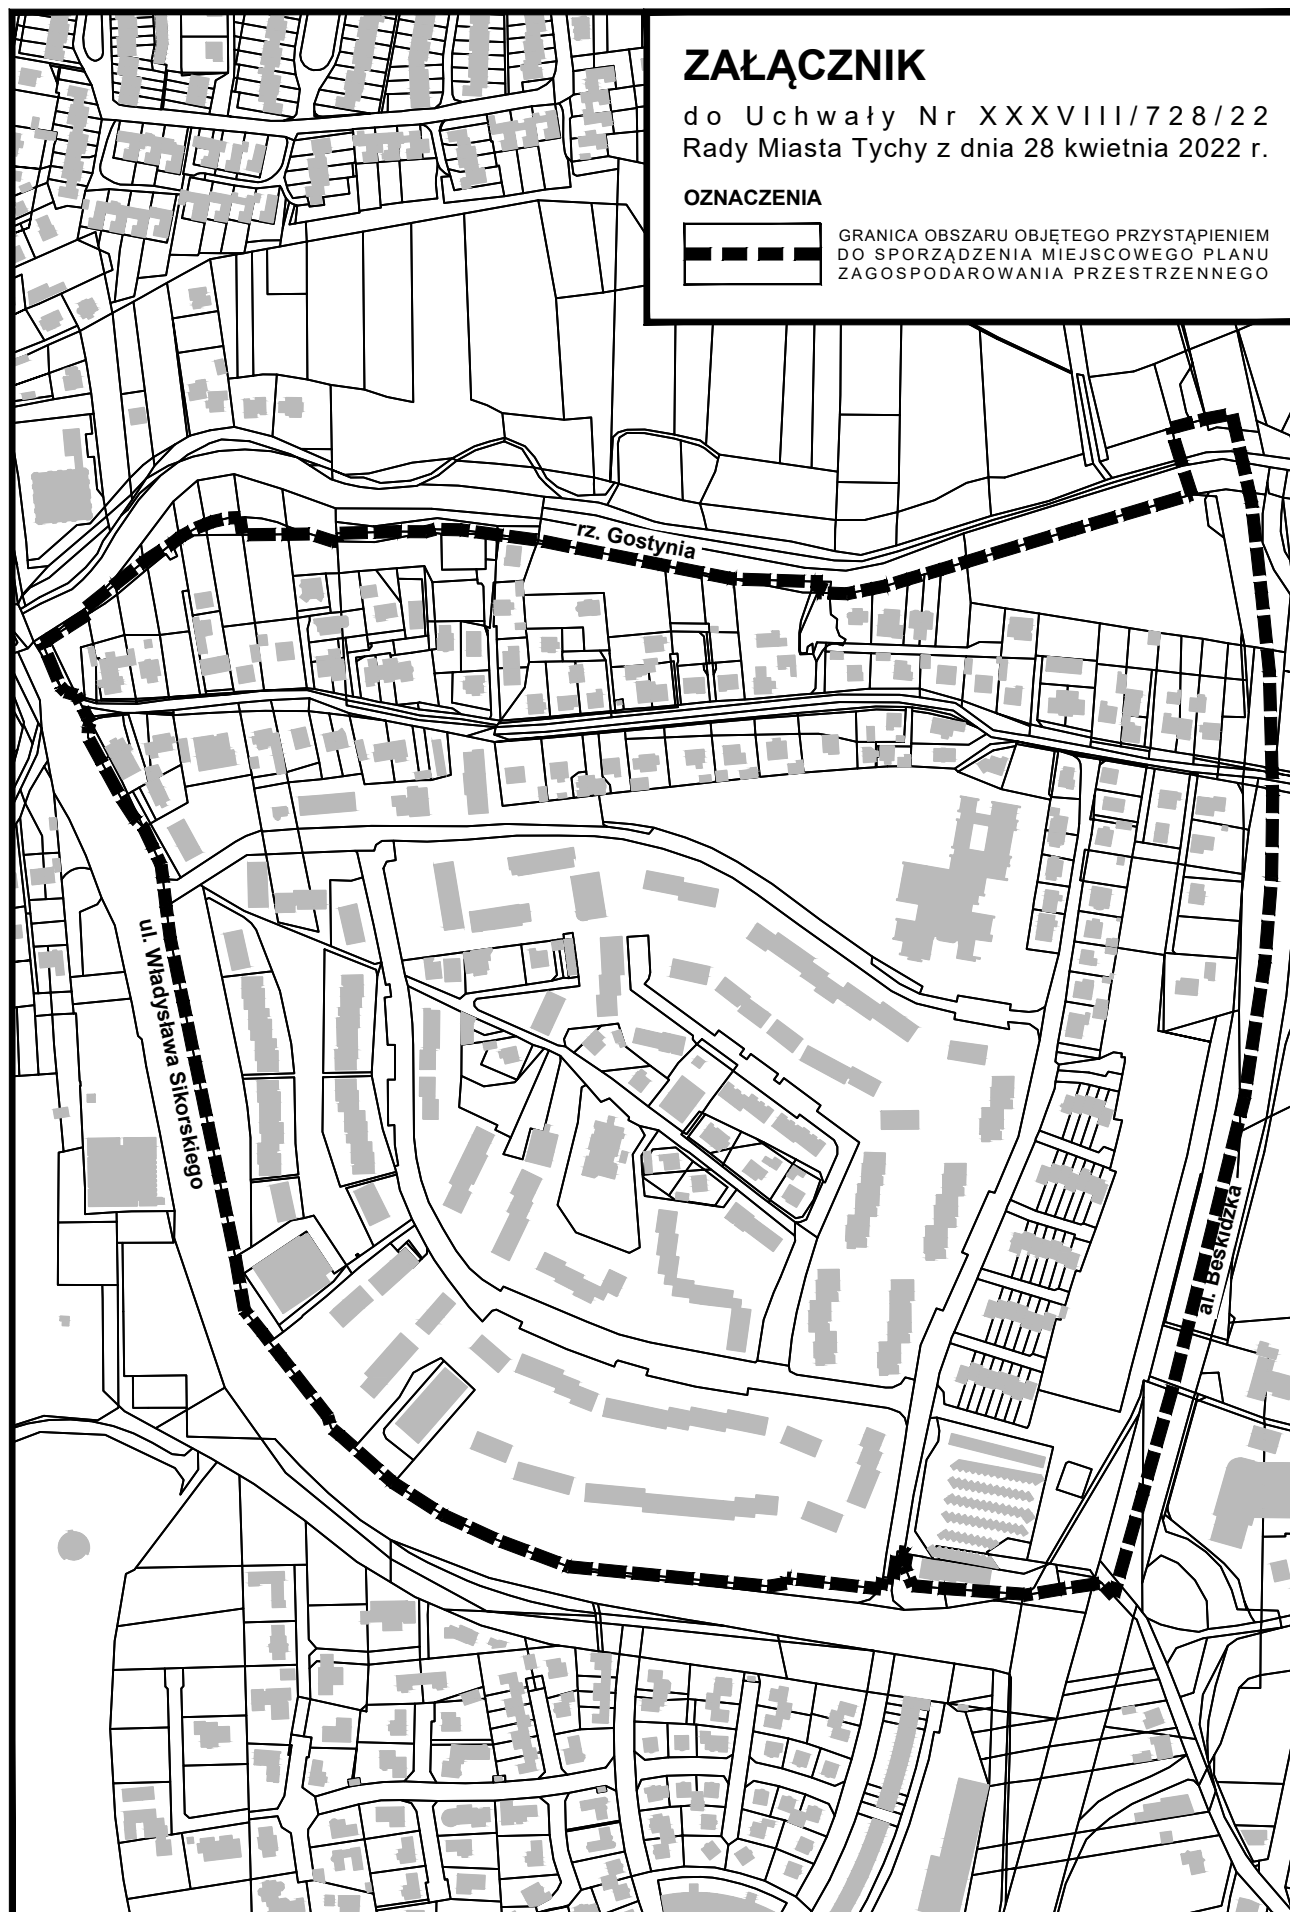 ZAŁĄCZNIK
do Uchwały Nr XXXVIII/728/22
Rady Miasta Tychy z dnia 28 kwietnia 2022 r.
OZNACZENIA
GRANICA OBSZARU OBJĘTEGO PRZYSTĄPIENIEM
DO SPORZĄDZENIA MIEJSCOWEGO PLANU
ZAGOSPODAROWANIA PRZESTRZENNEGO
rz. Gostynia
ul. Władysława Sikorskiego
al. Beskidzka